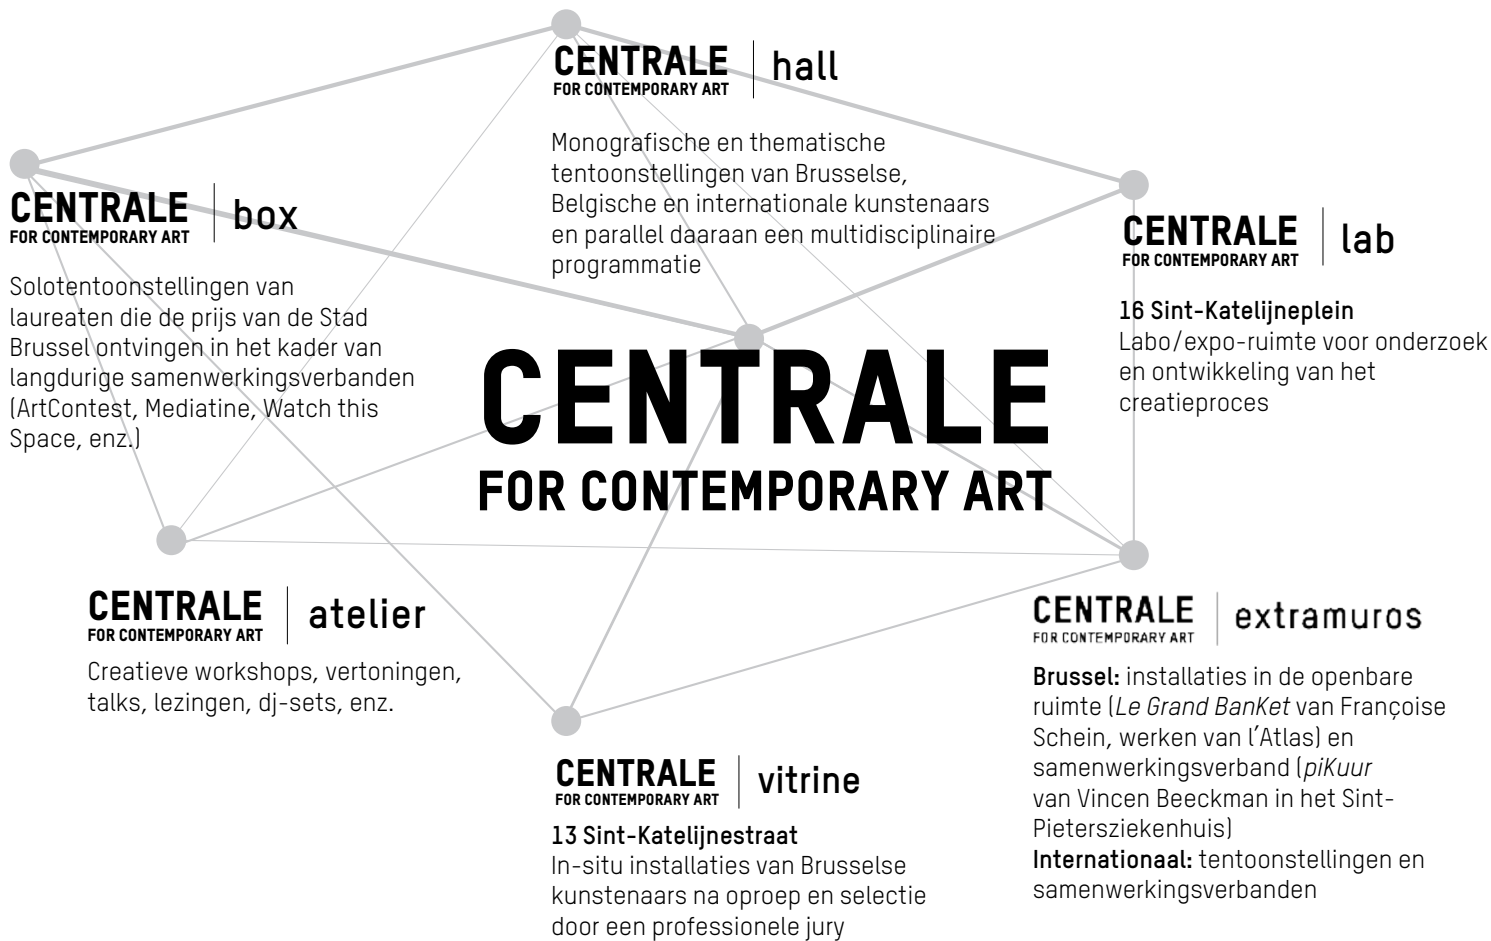 CENTRALE | hall
FOR CONTEMPORARY ART
Monografische en thematische
tentoonstellingen van Brusselse,
Belgische en internationale kunstenaars
en parallel daaraan een multidisciplinaire
programmatie
CENTRALE | box
FOR CONTEMPORARY ART
Solotentoonstellingen van
laureaten die de prijs van de Stad
Brussel ontvingen in het kader van
langdurige samenwerkingsverbanden
(ArtContest, Mediatine, Watch this
Space, enz.)
CENTRALE | lab
FOR CONTEMPORARY ART
16 Sint-Katelijneplein
Labo/expo-ruimte voor onderzoek
en ontwikkeling van het
creatieproces
CENTRALE
FOR CONTEMPORARY ART
CENTRALE | atelier
FOR CONTEMPORARY ART
Creatieve workshops, vertoningen,
talks, lezingen, dj-sets, enz.
CENTRALE | vitrine
FOR CONTEMPORARY ART
13 Sint-Katelijnestraat
In-situ installaties van Brusselse
kunstenaars na oproep en selectie
door een professionele jury
CENTRALE | extramuros
FOR CONTEMPORARY ART
Brussel: installaties in de openbare
ruimte (Le Grand BanKet van Françoise
Schein, werken van l’Atlas) en
samenwerkingsverband (piKuur
van Vincen Beeckman in het Sint-
Pietersziekenhuis)
Internationaal: tentoonstellingen en
samenwerkingsverbanden